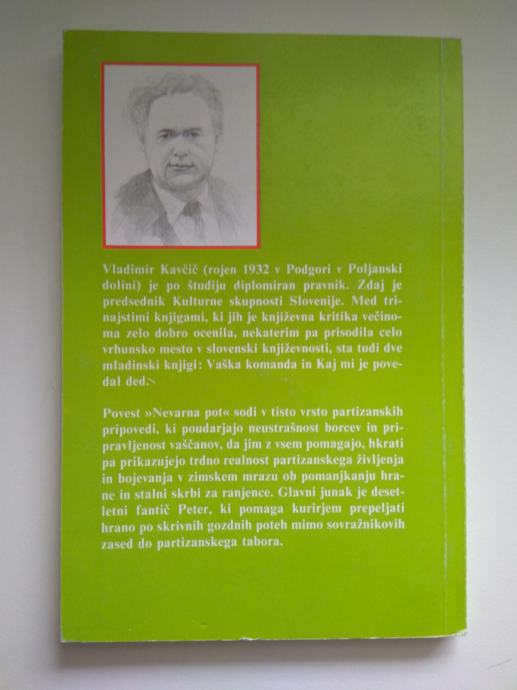 Vladimir Kavčič (rojen 1932 v Podgori v Poljanski
dolini) je po študiju diplomiran pravnik. Zdaj je
predsednik Kulturne skupnosti Slovenije. Med tri-
najstimi knjigami, ki jih je književna kritika večino-
ma zelo dobro ocenila, nekaterim pa prisodila celo
vrhunsko mesto v slovenski književnosti, sta tudi dve
mladinski knjigi: Vaška komanda in Kaj mi je pove-
dal ded.
Povest »Nevarna pot« sodi v tisto vrsto partizanskih
pripovedi, ki poudarjajo neustrašnost borcev in pri-
pravljenost vaščanov, da jim z vsem pomagajo, hkrati
pa prikazujejo trdno realnost partizanskega življenja
in bojevanja v zimskem mrazu ob pomanjkanju hra-
ne in stalni skrbi za ranjence. Glavni junak je deset-
letni fantič Peter, ki pomaga kurirjem prepeljati
hrano po skrivnih gozdnih poteh mimo sovražnikovih
zased do partizanskega tabora.